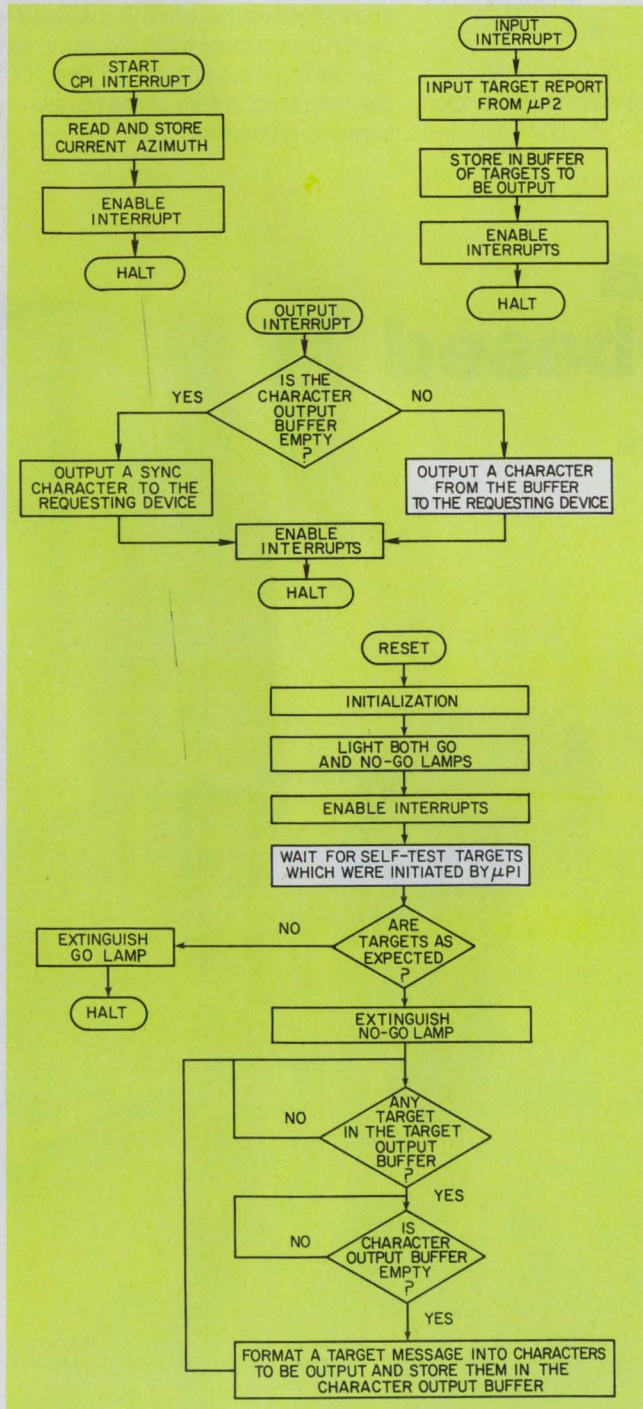 START
CPI INTERRUPT
READ AND STORE
CURRENT AZIMUTH
ENABLE
INTERRUPT
HALT
INPUT
INTERRUPT
INPUT TARGET REPORT
FROM μP2
STORE IN BUFFER
OF TARGETS TO
BE OUTPUT
ENABLE
INTERRUPTS
HALT
OUTPUT
INTERRUPT
IS THE
CHARACTER
OUTPUT
BUFFER
EMPTY
?
YES
NO
OUTPUT A SYNC
CHARACTER TO THE
REQUESTING DEVICE
OUTPUT A CHARACTER
FROM THE BUFFER
TO THE REQUESTING DEVICE
ENABLE
INTERRUPTS
HALT
RESET
INITIALIZATION
LIGHT BOTH GO
AND NO-GO LAMPS
ENABLE INTERRUPTS
WAIT FOR SELF-TEST TARGETS
WHICH WERE INITIATED BY μP1
ARE
TARGETS AS
EXPECTED
?
NO
EXTINGUISH
GO LAMP
HALT
EXTINGUISH
NO-GO LAMP
ANY
TARGET
IN THE TARGET
OUTPUT
BUFFER
?
NO
YES
IS
CHARACTER
OUTPUT BUFFER
EMPTY
?
NO
YES
FORMAT A TARGET MESSAGE INTO CHARACTERS
TO BE OUTPUT AND STORE THEM IN THE
CHARACTER OUTPUT BUFFER